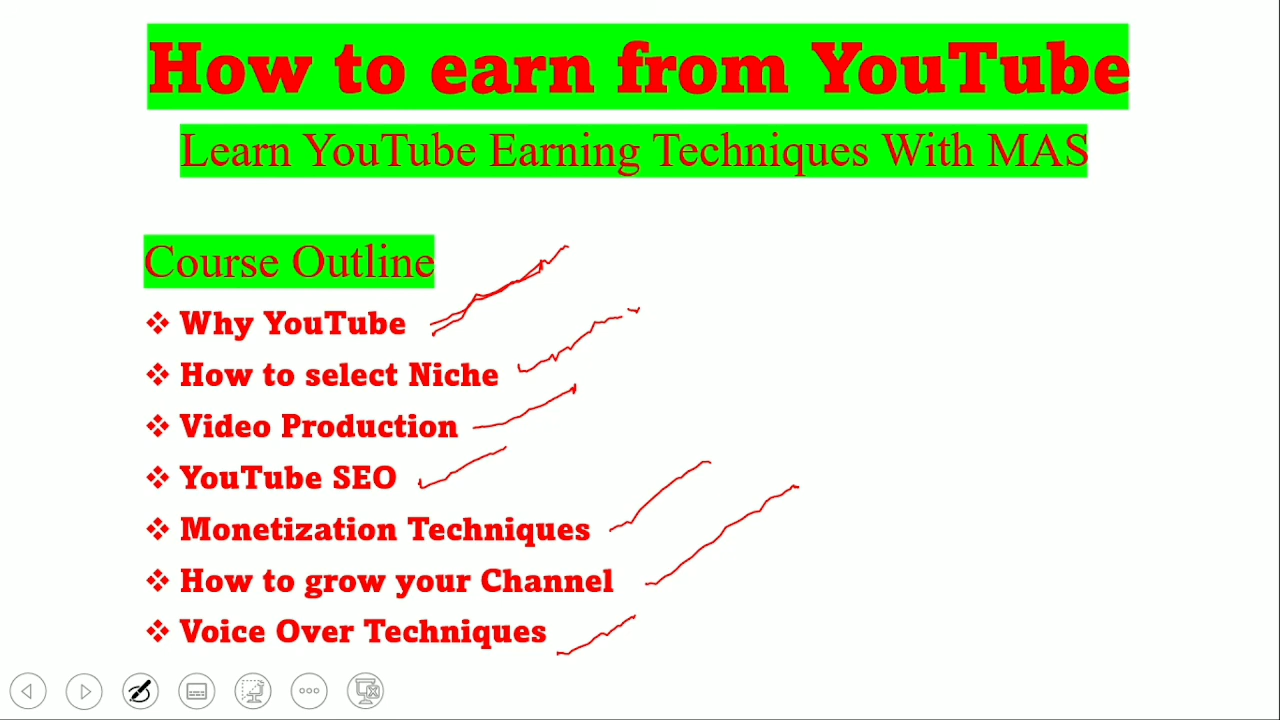 How to earn from YouTube
Learn YouTube Earning Techniques With MAS
Course Outline
❖ Why YouTube
❖ How to select Niche
❖ Video Production
❖ YouTube SEO
❖ Monetization Techniques
❖ How to grow your Channel
❖ Voice Over Techniques